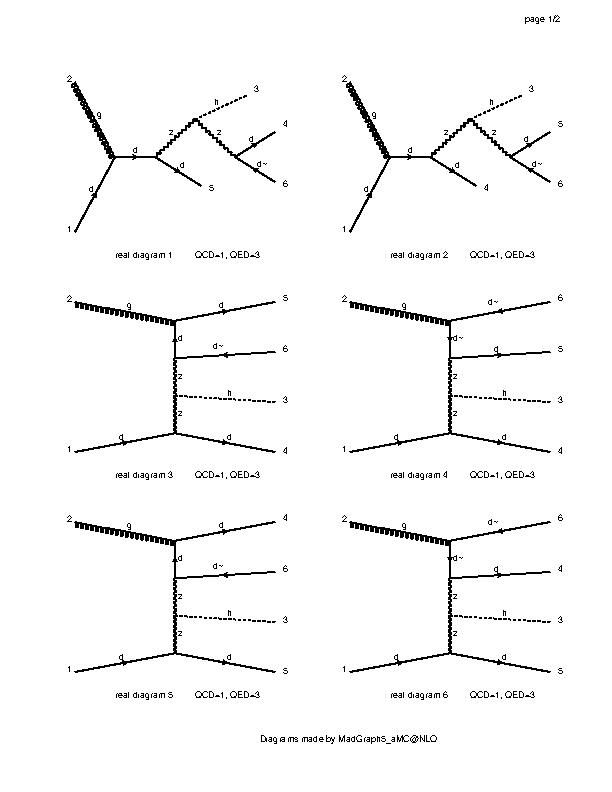 page 1/2
2 g h 3
z z d 4
d d d~
d 5 6
1
real diagram 1 QCD=1, QED=3
2 g h 3
z z d 5
d d d~
d 4 6
1
real diagram 2 QCD=1, QED=3
2 g d 5
d d~ 6
z h 3
z
1 d d 4
real diagram 3 QCD=1, QED=3
2 g d~ 6
d~ d 5
z h 3
z
1 d d 4
real diagram 4 QCD=1, QED=3
2 g d 4
d d~ 6
z h 3
z
1 d d 5
real diagram 5 QCD=1, QED=3
2 g d~ 6
d~ d 4
z h 3
z
1 d d 5
real diagram 6 QCD=1, QED=3
Diagrams made by MadGraph5_aMC@NLO